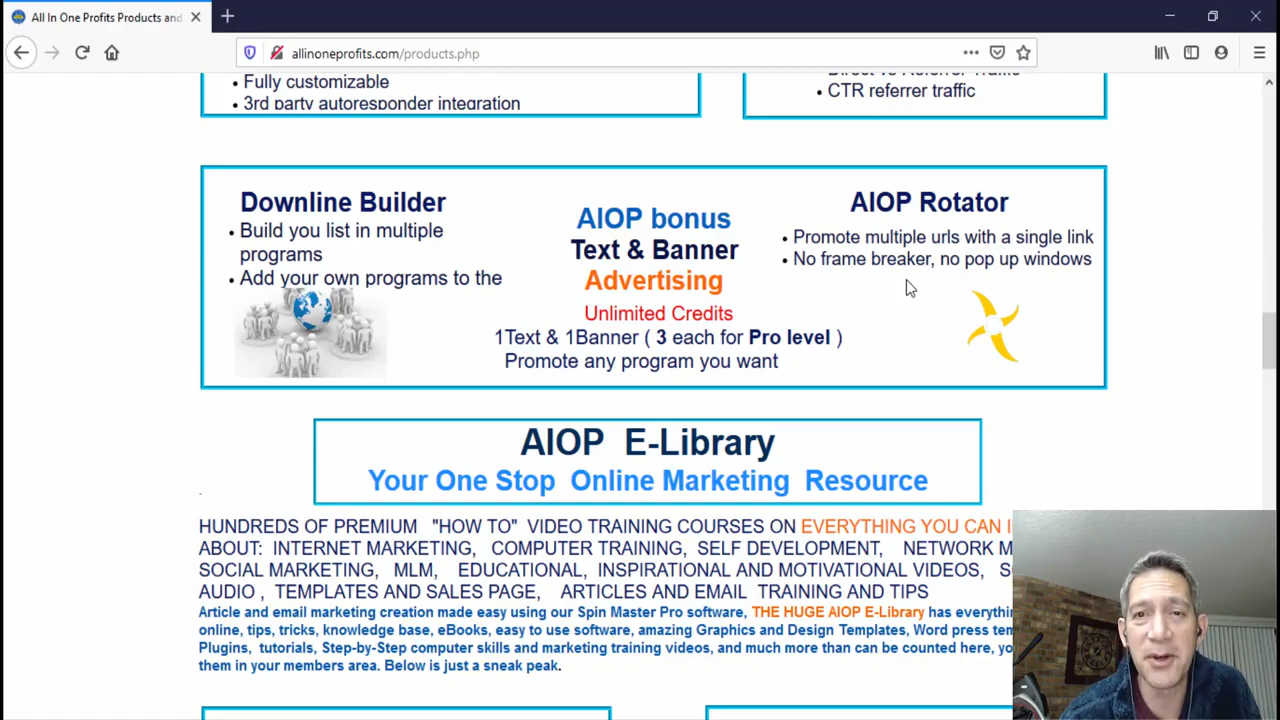 All In One Profits Products and
allinoneprofits.com/products.php
Fully customizable
3rd party autoresponder integration
Direct vs Referrer Traffic
CTR referrer traffic
Downline Builder
Build you list in multiple
programs
Add your own programs to the
AIOP bonus
Text & Banner
Advertising
Unlimited Credits
1Text & 1Banner ( 3 each for Pro level )
Promote any program you want
AIOP Rotator
Promote multiple urls with a single link
No frame breaker, no pop up windows
AIOP E-Library
Your One Stop Online Marketing Resource
HUNDREDS OF PREMIUM "HOW TO" VIDEO TRAINING COURSES ON EVERYTHING YOU CAN
ABOUT: INTERNET MARKETING, COMPUTER TRAINING, SELF DEVELOPMENT, NETWORK
SOCIAL MARKETING, MLM, EDUCATIONAL, INSPIRATIONAL AND MOTIVATIONAL VIDEOS,
AUDIO , TEMPLATES AND SALES PAGE, ARTICLES AND EMAIL TRAINING AND TIPS
Article and email marketing creation made easy using our Spin Master Pro software, THE HUGE AIOP E-Library has
online, tips, tricks, knowledge base, eBooks, easy to use software, amazing Graphics and Design Templates, Word press
Plugins, tutorials, Step-by-Step computer skills and marketing training videos, and much more than can be counted here,
them in your members area. Below is just a sneak peak.